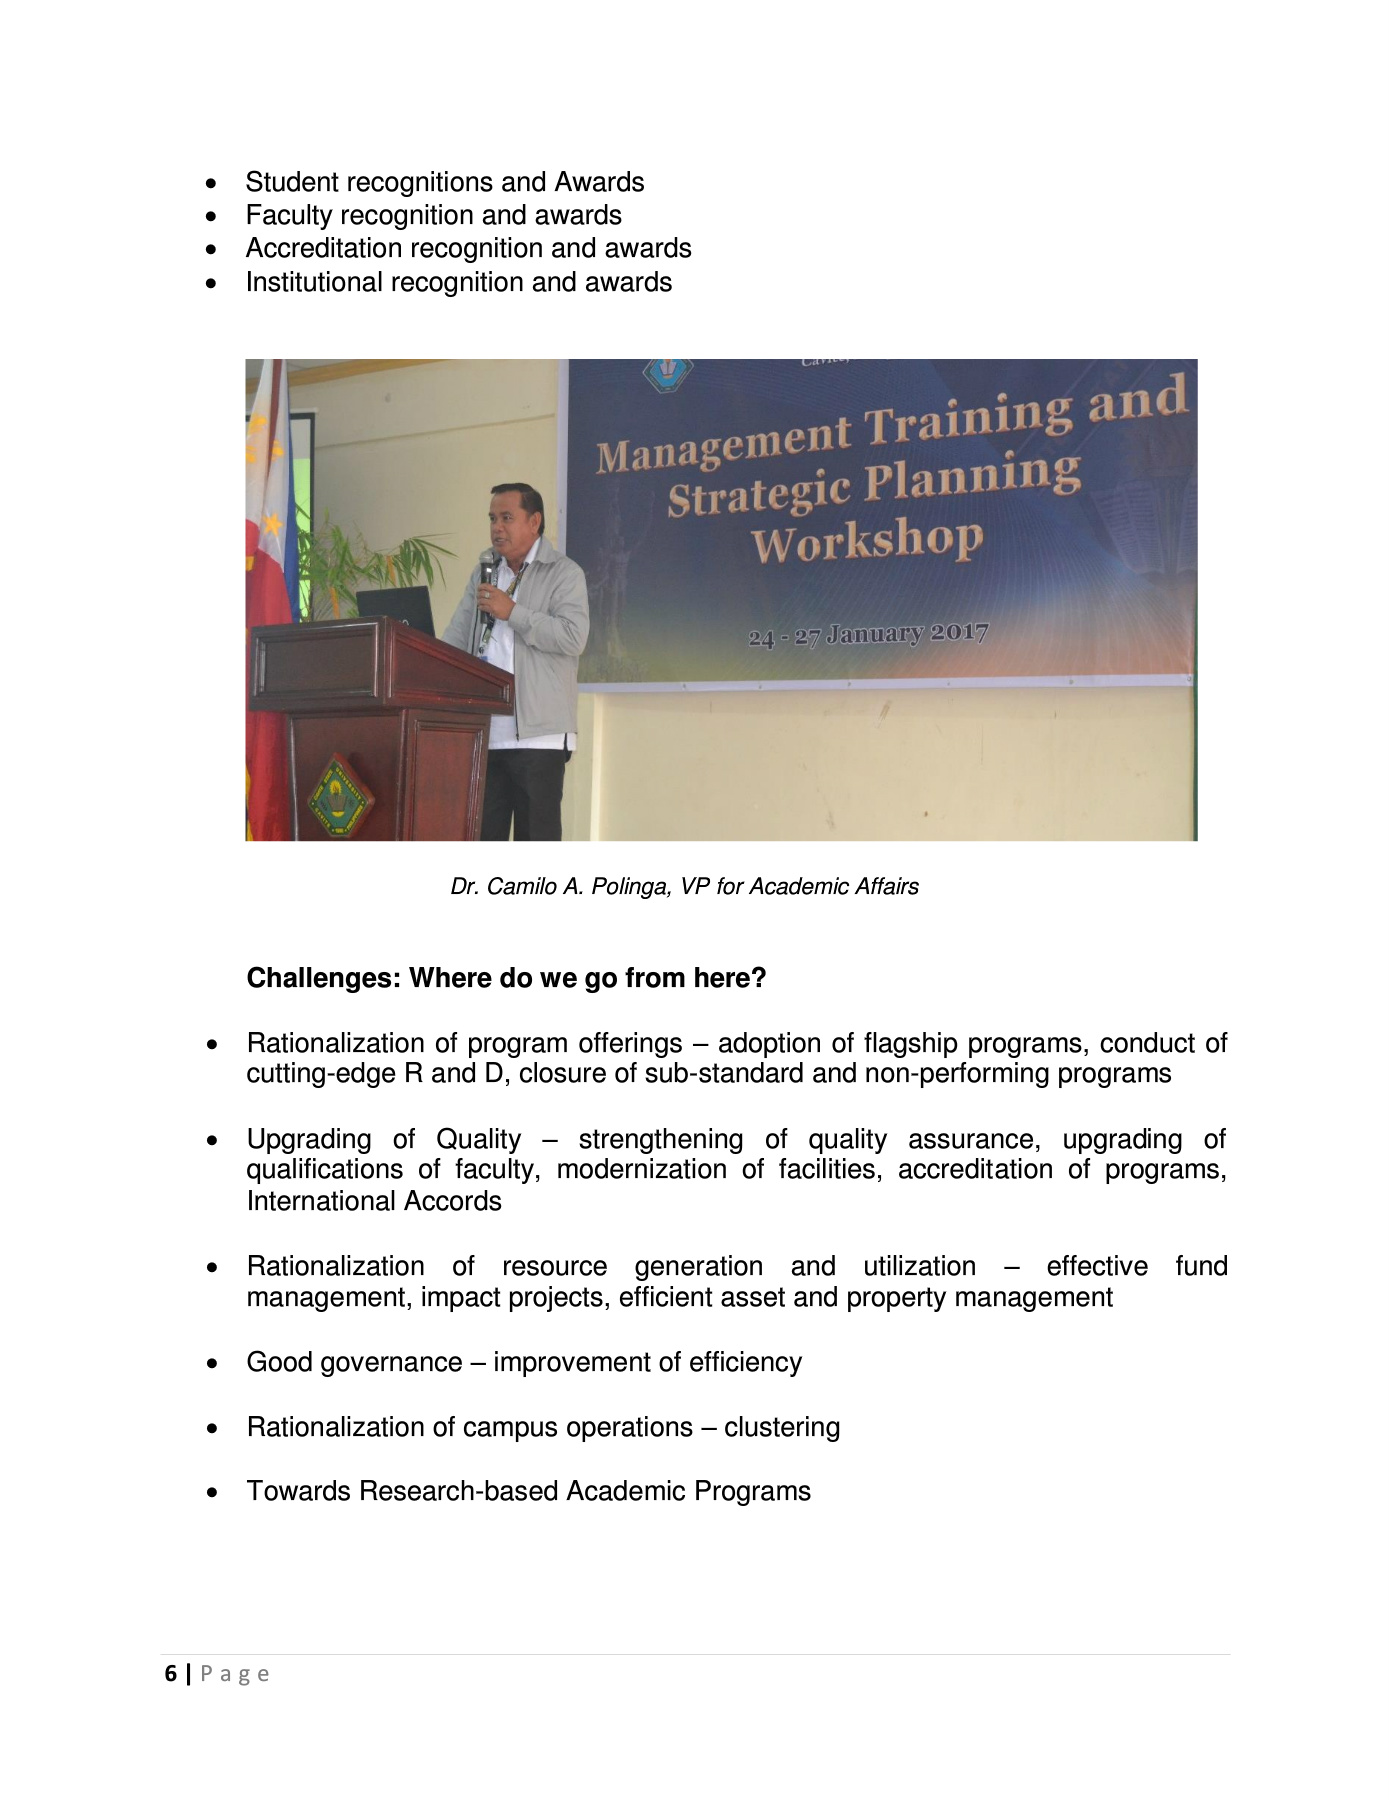 • Student recognitions and Awards
• Faculty recognition and awards
• Accreditation recognition and awards
• Institutional recognition and awards
Management Training and
Strategic Planning
Workshop
24 - 27 January 2017
Dr. Camilo A. Polinga, VP for Academic Affairs
Challenges: Where do we go from here?
• Rationalization of program offerings – adoption of flagship programs, conduct of
cutting-edge R and D, closure of sub-standard and non-performing programs
• Upgrading of Quality – strengthening of quality assurance, upgrading of
qualifications of faculty, modernization of facilities, accreditation of programs,
International Accords
• Rationalization of resource generation and utilization – effective fund
management, impact projects, efficient asset and property management
• Good governance – improvement of efficiency
• Rationalization of campus operations – clustering
• Towards Research-based Academic Programs
6 | P a g e